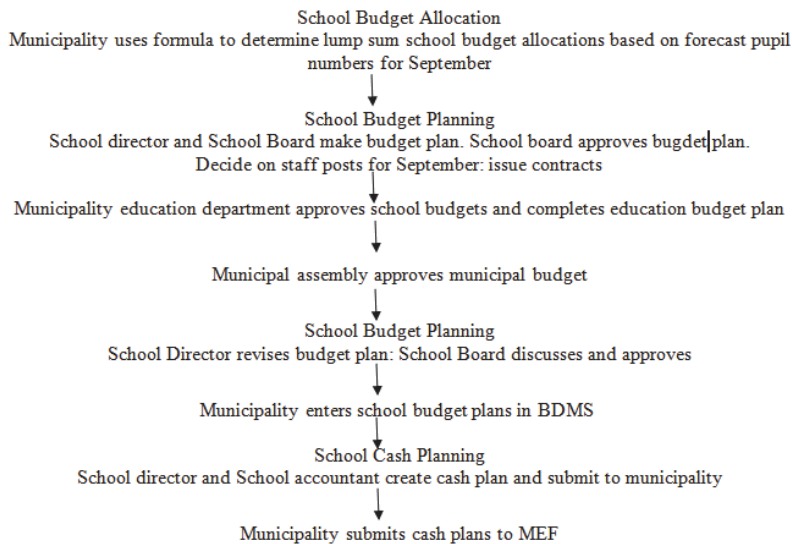 School Budget Allocation
Municipality uses formula to determine lump sum school budget allocations based on forecast pupil
numbers for September
School Budget Planning
School director and School Board make budget plan. School board approves bugdet plan.
Decide on staff posts for September: issue contracts
Municipality education department approves school budgets and completes education budget plan
Municipal assembly approves municipal budget
School Budget Planning
School Director revises budget plan: School Board discusses and approves
Municipality enters school budget plans in BDMS
School Cash Planning
School director and School accountant create cash plan and submit to municipality
Municipality submits cash plans to MEF